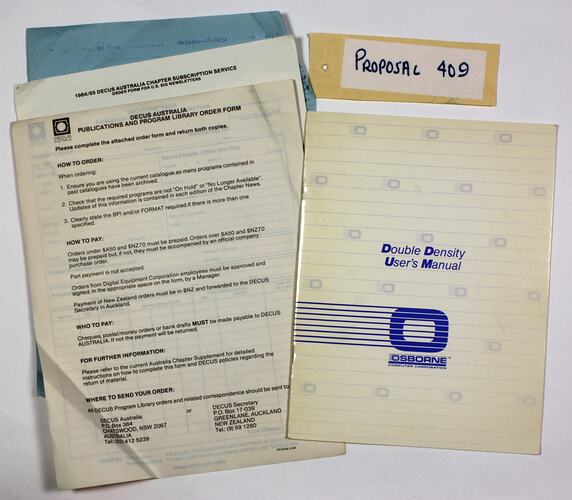 1984/85 DECUS AUSTRALIA CHAPTER SUBSCRIPTION SERVICE
ORDER FORM FOR U.S. SIG NEWSLETTERS
DECUS
DECUS AUSTRALIA
PUBLICATIONS AND PROGRAM LIBRARY ORDER FORM
Please complete the attached order form and return both copies.
HOW TO ORDER:
When ordering:
1. Ensure you are using the current catalogue as many programs contained in
past catalogues have been archived.
2. Check that the required programs are not "On Hold" or "No Longer Available".
Updates of this information is contained in each edition of the Chapter News.
3. Clearly state the BPI and/or FORMAT required if there is more than one
specified.
HOW TO PAY:
Orders under $A50 and $NZ70 must be prepaid. Orders over $A50 and $NZ70
may be prepaid but, if not, they must be accompanied by an official company
purchase order.
Part payment is not accepted.
Orders from Digital Equipment Corporation employees must be approved and
signed, in the appropriate space on the form, by a Manager.
Payment of New Zealand orders must be in $NZ and forwarded to the DECUS
Secretary in Auckland.
WHO TO PAY:
Cheques, postal/money orders or bank drafts MUST be made payable to DECUS
AUSTRALIA, if not the payment will be returned.
FOR FURTHER INFORMATION:
Please refer to the current Australia Chapter Supplement for detailed
instructions on how to complete this form and DECUS policies regarding the
return of material.
WHERE TO SEND YOUR ORDER:
All DECUS Program Library orders and related correspondence should be sent to
DECUS Australia
P.O. Box 384
CHATSWOOD, NSW 2067
AUSTRALIA
Tel: (02) 412 5239
or
DECUS Secretary
P.O. Box 17-039
GREENLANE, AUCKLAND
NEW ZEALAND
Tel: (9) 59 1280
PROPOSAL 409
Double Density
User's Manual
OSBORNE™
COMPUTER CORPORATION